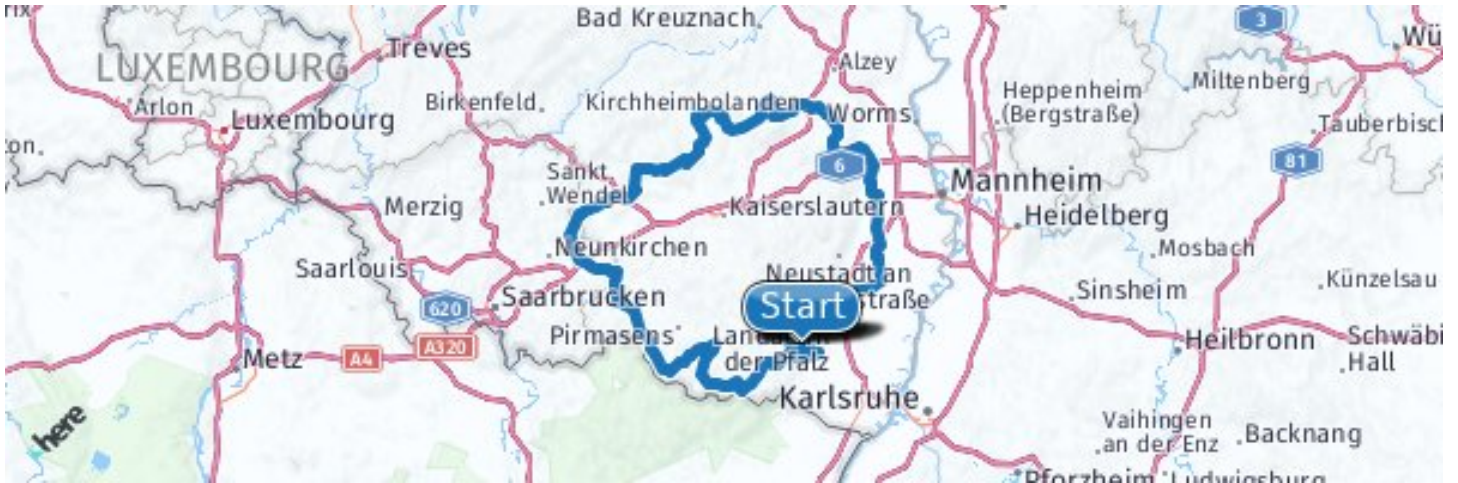 Bad Kreuznach
3
Wü
Treves
LUXEMBOURG
Alzey
Miltenberg
Heppenheim
(Bergstraße)
Arlon
Birkenfeld
Kirchheimbolanden
Worms
Luxembourg
Tauberbisch
6
81
Sankt
Wendel
Mannheim
Merzig
Kaiserslautern
Heidelberg
Neunkirchen
Mosbach
Saarlouis
Neustadt an
straße
Künzelsau
Sinsheim
620
Saarbrucken
Start
Pirmasens
der Pfalz
Heilbronn
Schwäbi
Hall
Metz
A4
A320
Karlsruhe
Vaihingen
an der Enz
Backnang
here
Pforzheim
Ludwigsburg